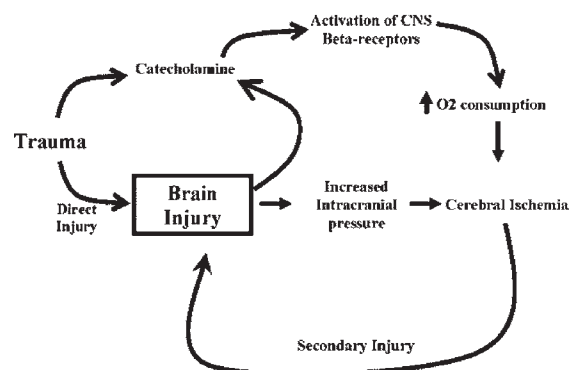 Activation of CNS
Beta-receptors
Catecholamine
O2 consumption
Trauma
Direct
Injury
Brain
Injury
Increased
Intracranial
pressure
Cerebral Ischemia
Secondary Injury